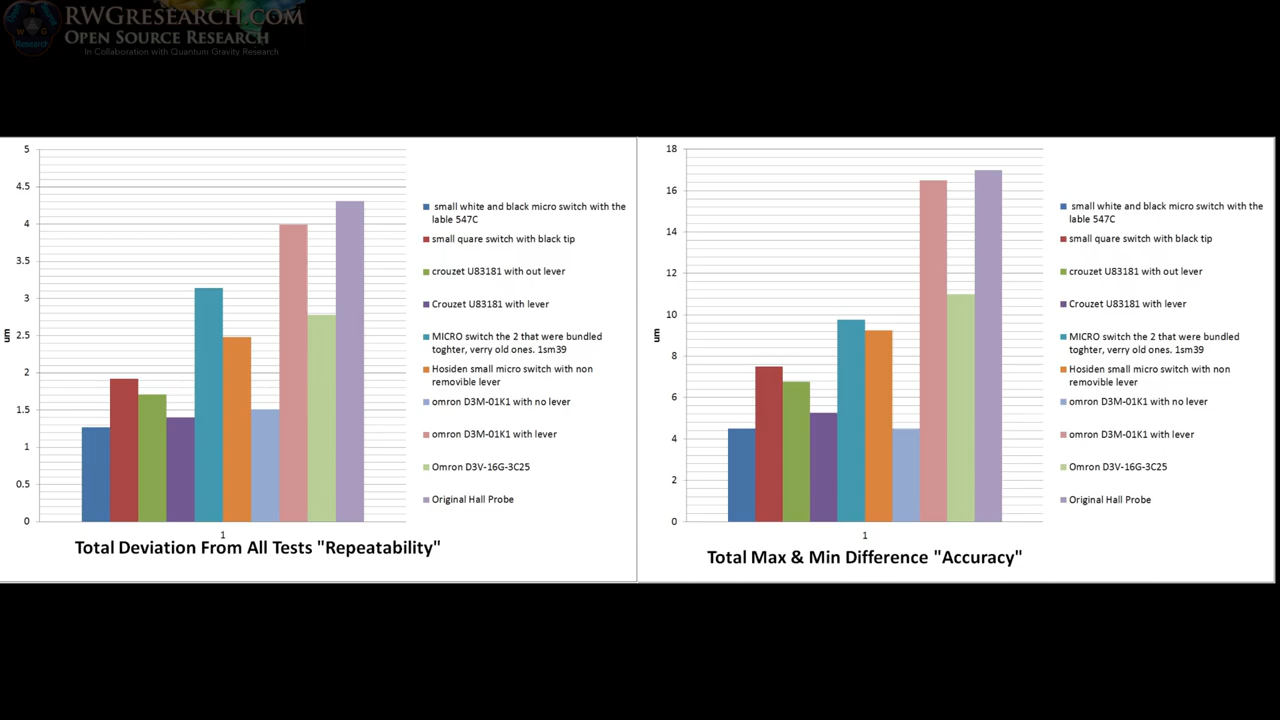 RWGresearch.com
Open Source Research
In Collaboration with Quantum Gravity Research
R
W G
Research
5
4.5
4
3.5
3
2.5
2
1.5
1
0.5
0
um
1
Total Deviation From All Tests "Repeatability"
small white and black micro switch with the
lable 547C
small quare switch with black tip
crouzet U83181 with out lever
Crouzet U83181 with lever
MICRO switch the 2 that were bundled
toghter, verry old ones. 1sm39
Hosiden small micro switch with non
removible lever
omron D3M-01K1 with no lever
omron D3M-01K1 with lever
Omron D3V-16G-3C25
Original Hall Probe
18
16
14
12
10
8
6
4
2
0
um
1
Total Max & Min Difference "Accuracy"
small white and black micro switch with the
lable 547C
small quare switch with black tip
crouzet U83181 with out lever
Crouzet U83181 with lever
MICRO switch the 2 that were bundled
toghter, verry old ones. 1sm39
Hosiden small micro switch with non
removible lever
omron D3M-01K1 with no lever
omron D3M-01K1 with lever
Omron D3V-16G-3C25
Original Hall Probe